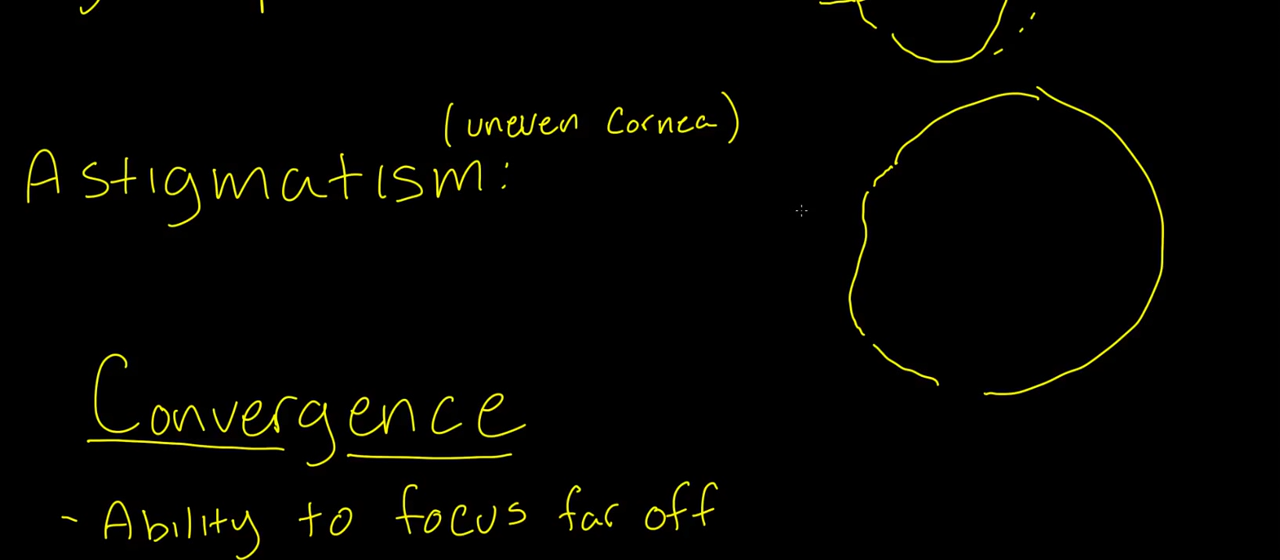 (uneven Cornea)
Astigmatism:
Convergence
- Ability to focus far off